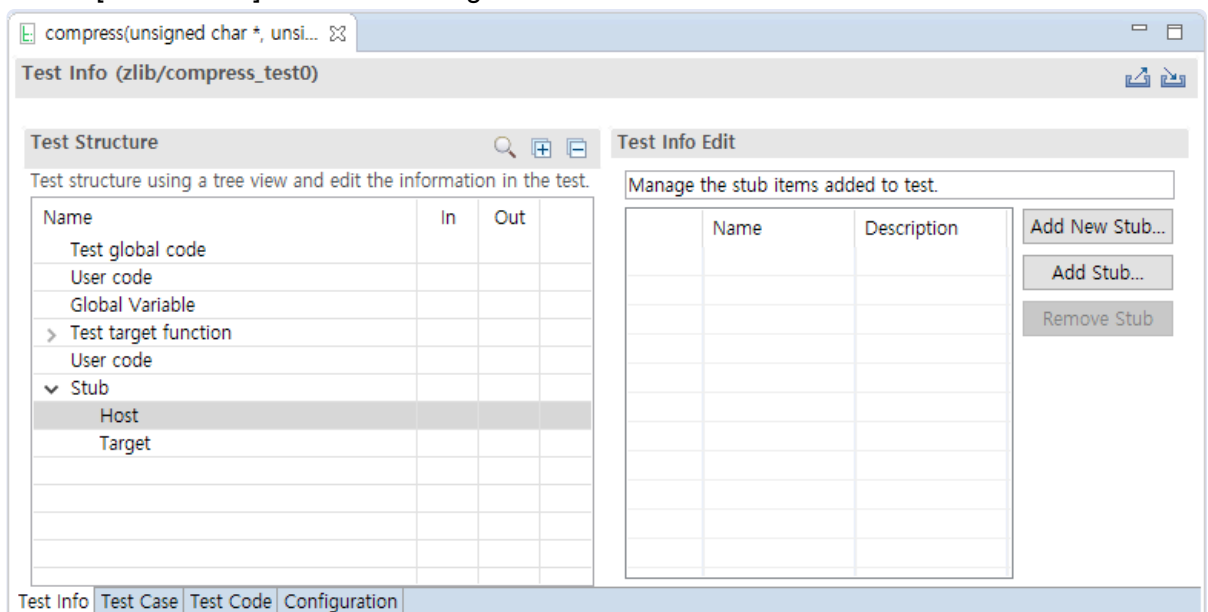 compress(unsigned char *, unsi...
Test Info (zlib/compress_test0)
Test Structure
Test structure using a tree view and edit the information in the test.
Name In Out
Test global code
User code
Global Variable
Test target function
User code
Stub
Host
Target
Test Info Edit
Manage the stub items added to test.
Name Description
Add New Stub...
Add Stub...
Remove Stub
Test Info Test Case Test Code Configuration